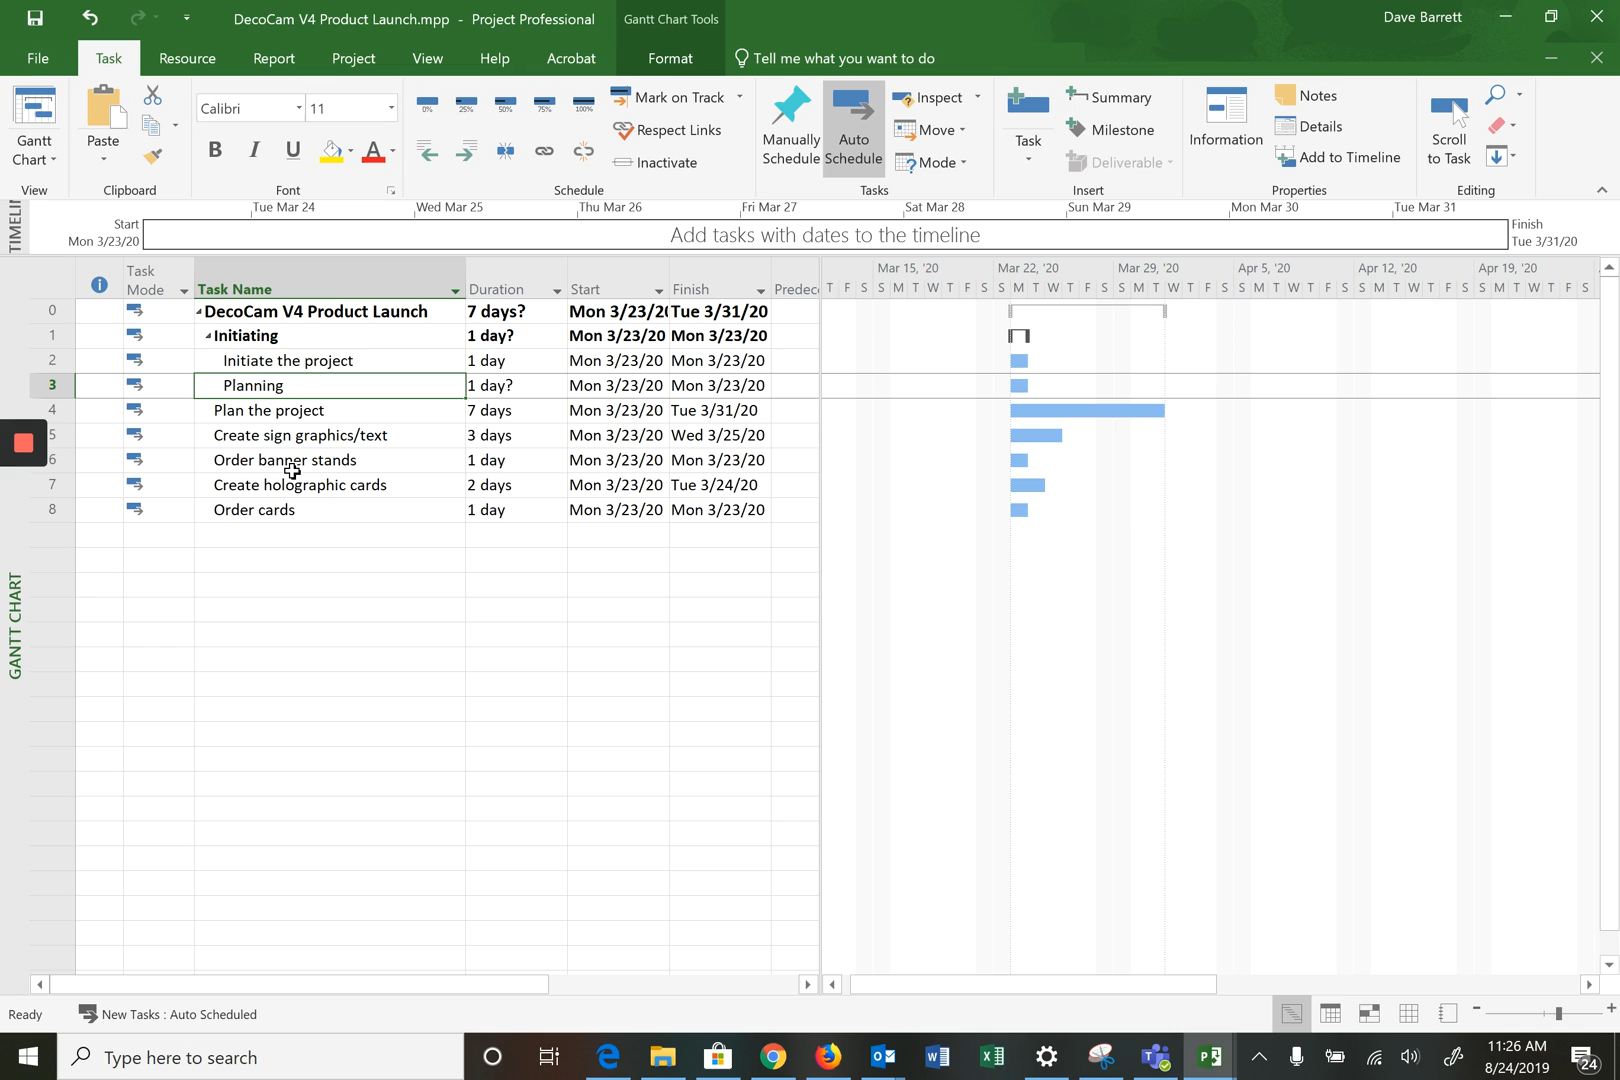 DecoCam V4 Product Launch.mpp - Project Professional
Gantt Chart Tools
Dave Barrett
File Task Resource Report Project View Help Acrobat Format Tell me what you want to do
Gantt Chart
View
Paste
Clipboard
Calibri 11
B I U A
Font
0% 25% 50% 75% 100%
Mark on Track
Respect Links
Inactivate
Schedule
Manually Schedule
Auto Schedule
Inspect
Move
Mode
Tasks
Task
Summary
Milestone
Deliverable
Insert
Information
Notes
Details
Add to Timeline
Properties
Scroll to Task
Editing
Tue Mar 24 Wed Mar 25 Thu Mar 26 Fri Mar 27 Sat Mar 28 Sun Mar 29 Mon Mar 30 Tue Mar 31
Start
Mon 3/23/20
Add tasks with dates to the timeline
Finish
Tue 3/31/20
Task Mode Task Name Duration Start Finish Predec
Mar 15, '20 Mar 22, '20 Mar 29, '20 Apr 5, '20 Apr 12, '20 Apr 19, '20
T F S S M T W T F S S M T W T F S S M T W T F S S M T W T F S S M T W T F S S M T W T F S
0 DecoCam V4 Product Launch 7 days? Mon 3/23/20 Tue 3/31/20
1 Initiating 1 day? Mon 3/23/20 Mon 3/23/20
2 Initiate the project 1 day Mon 3/23/20 Mon 3/23/20
3 Planning 1 day? Mon 3/23/20 Mon 3/23/20
4 Plan the project 7 days Mon 3/23/20 Tue 3/31/20
5 Create sign graphics/text 3 days Mon 3/23/20 Wed 3/25/20
6 Order banner stands 1 day Mon 3/23/20 Mon 3/23/20
7 Create holographic cards 2 days Mon 3/23/20 Tue 3/24/20
8 Order cards 1 day Mon 3/23/20 Mon 3/23/20
GANTT CHART
Ready New Tasks : Auto Scheduled
Type here to search
11:26 AM
8/24/2019
24